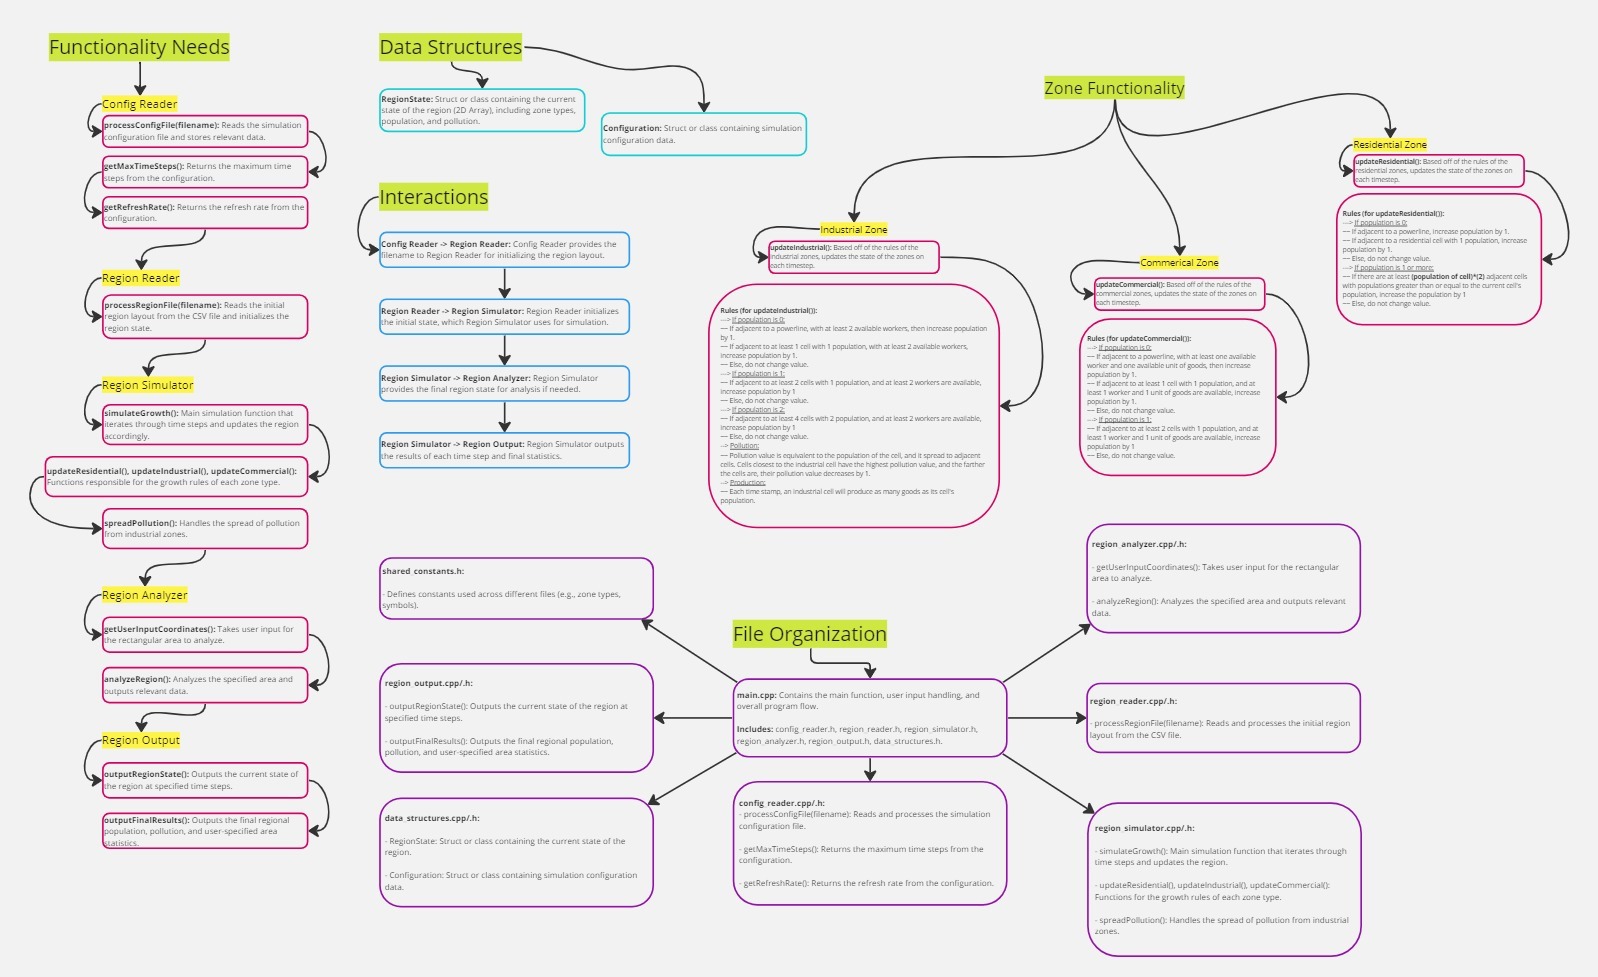 Functionality Needs
Config Reader
processConfigFile(filename): Reads the simulation
configuration file and stores relevant data.
getMaxTimeSteps(): Returns the maximum time
steps from the configuration.
getRefreshRate(): Returns the refresh rate from the
configuration.
Region Reader
processRegionFile(filename): Reads the initial
region layout from the CSV file and initializes the
region state.
Region Simulator
simulateGrowth(): Main simulation function that
iterates through time steps and updates the region
accordingly.
updateResidential(), updateIndustrial(), updateCommercial():
Functions responsible for the growth rules of each zone type.
spreadPollution(): Handles the spread of pollution
from industrial zones.
Region Analyzer
getUserInputCoordinates(): Takes user input for
the rectangular area to analyze.
analyzeRegion(): Analyzes the specified area and
outputs relevant data.
Region Output
outputRegionState(): Outputs the current state of
the region at specified time steps.
outputFinalResults(): Outputs the final regional
population, pollution, and user-specified area
statistics.
Data Structures
RegionState: Struct or class containing the current
state of the region (2D Array), including zone types,
population, and pollution.
Configuration: Struct or class containing simulation
configuration data.
Interactions
Config Reader -> Region Reader: Config Reader provides the
filename to Region Reader for initializing the region layout.
Region Reader -> Region Simulator: Region Reader initializes
the initial state, which Region Simulator uses for simulation.
Region Simulator -> Region Analyzer: Region Simulator
provides the final region state for analysis if needed.
Region Simulator -> Region Output: Region Simulator outputs
the results of each time step and final statistics.
Zone Functionality
Industrial Zone
updateIndustrial(): Based off of the rules of the
industrial zones, updates the state of the zones on
each timestep.
Rules (for updateIndustrial()):
---> If population is 0:
~~ If adjacent to a powerline, with at least 2 available workers, then increase population
by 1.
~~ If adjacent to at least 1 cell with 1 population, with at least 2 available workers,
increase population by 1.
~~ Else, do not change value.
---> If population is 1:
~~ If adjacent to at least 2 cells with 1 population, and at least 2 workers are available,
increase population by 1
~~ Else, do not change value.
---> If population is 2:
~~ If adjacent to at least 4 cells with 2 population, and at least 2 workers are available,
increase population by 1
~~ Else, do not change value.
--> Pollution:
~~ Pollution value is equivalent to the population of the cell, and it spread to adjacent
cells. Cells closest to the industrial cell have the highest pollution value, and the farther
the cells are, their pollution value decreases by 1.
--> Production:
~~ Each time stamp, an industrial cell will produce as many goods as its cell's
population.
Commerical Zone
updateCommercial(): Based off of the rules of the
commercial zones, updates the state of the zones on
each timestep.
Rules (for updateCommercial()):
---> If population is 0:
~~ If adjacent to a powerline, with at least one available
worker and one available unit of goods, then increase
population by 1.
~~ If adjacent to at least 1 cell with 1 population, and at
least 1 worker and 1 unit of goods are available, increase
population by 1.
~~ Else, do not change value.
---> If population is 1:
~~ If adjacent to at least 2 cells with 1 population, and at
least 1 worker and 1 unit of goods are available, increase
population by 1
~~ Else, do not change value.
Residential Zone
updateResidential(): Based off of the rules of the
residential zones, updates the state of the zones on
each timestep.
Rules (for updateResidential()):
---> If population is 0:
~~ If adjacent to a powerline, increase population by 1.
~~ If adjacent to a residential cell with 1 population, increase
population by 1.
~~ Else, do not change value.
---> If population is 1 or more:
~~ If there are at least (population of cell)*(2) adjacent cells
with populations greater than or equal to the current cell's
population, increase the population by 1
~~ Else, do not change value.
File Organization
main.cpp: Contains the main function, user input handling, and
overall program flow.
Includes: config_reader.h, region_reader.h, region_simulator.h,
region_analyzer.h, region_output.h, data_structures.h.
shared_constants.h:
- Defines constants used across different files (e.g., zone types,
symbols).
region_output.cpp/.h:
- outputRegionState(): Outputs the current state of the region at
specified time steps.
- outputFinalResults(): Outputs the final regional population,
pollution, and user-specified area statistics.
data_structures.cpp/.h:
- RegionState: Struct or class containing the current state of the
region.
- Configuration: Struct or class containing simulation configuration
data.
config_reader.cpp/.h:
- processConfigFile(filename): Reads and processes the simulation
configuration file.
- getMaxTimeSteps(): Returns the maximum time steps from the
configuration.
- getRefreshRate(): Returns the refresh rate from the configuration.
region_analyzer.cpp/.h:
- getUserInputCoordinates(): Takes user input for the rectangular
area to analyze.
- analyzeRegion(): Analyzes the specified area and outputs relevant
data.
region_reader.cpp/.h:
- processRegionFile(filename): Reads and processes the initial region
layout from the CSV file.
region_simulator.cpp/.h:
- simulateGrowth(): Main simulation function that iterates through
time steps and updates the region.
- updateResidential(), updateIndustrial(), updateCommercial():
Functions for the growth rules of each zone type.
- spreadPollution(): Handles the spread of pollution from industrial
zones.